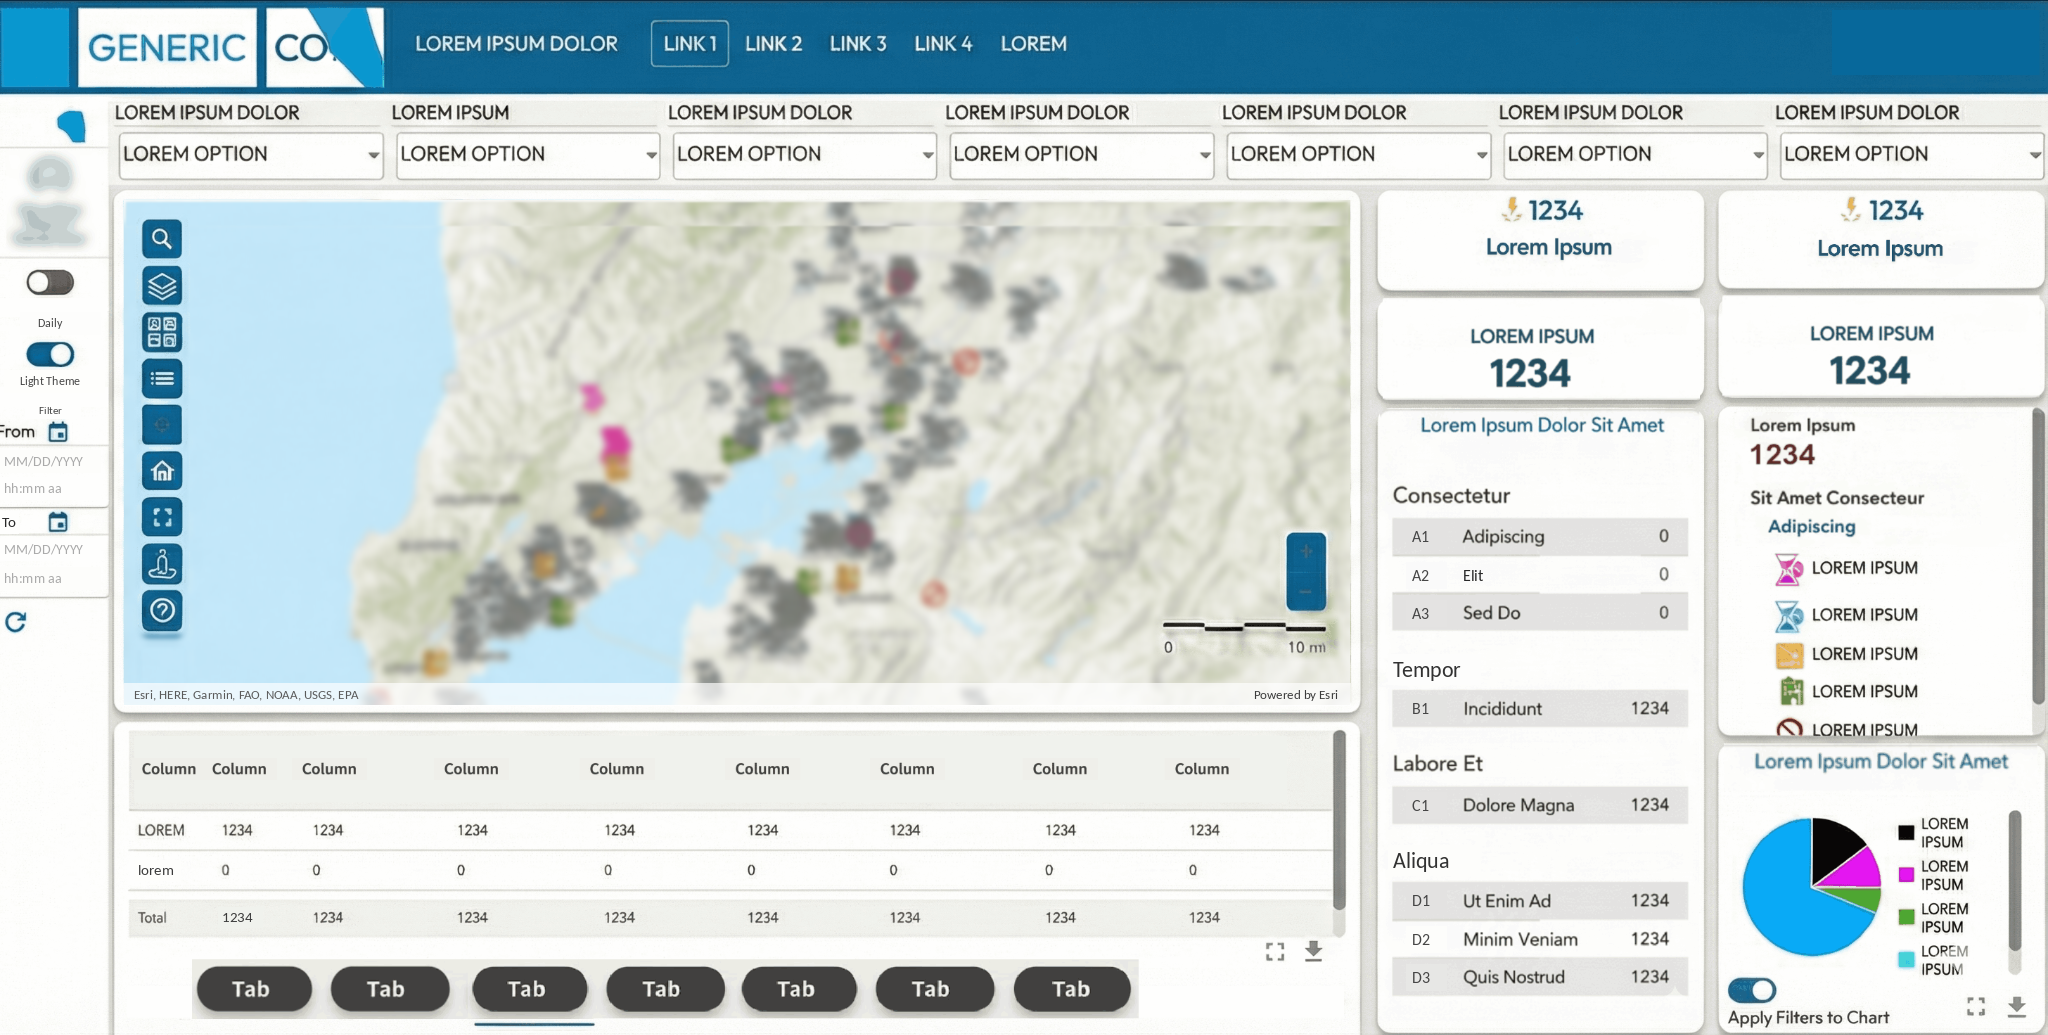 GENERIC CO
LOREM IPSUM DOLOR LINK 1 LINK 2 LINK 3 LINK 4 LOREM
LOREM IPSUM DOLOR LOREM IPSUM LOREM IPSUM DOLOR LOREM IPSUM DOLOR LOREM IPSUM DOLOR LOREM IPSUM DOLOR LOREM IPSUM DOLOR
LOREM OPTION LOREM OPTION LOREM OPTION LOREM OPTION LOREM OPTION LOREM OPTION LOREM OPTION
Daily
Light Theme
Filter
From
MM/DD/YYYY
hh:mm aa
To
MM/DD/YYYY
hh:mm aa
0 10 mi
Esri, HERE, Garmin, FAO, NOAA, USGS, EPA Powered by Esri
Column Column Column Column Column Column Column Column Column
LOREM 1234 1234 1234 1234 1234 1234 1234 1234
lorem 0 0 0 0 0 0 0 0
Total 1234 1234 1234 1234 1234 1234 1234 1234
Tab Tab Tab Tab Tab Tab Tab
1234
Lorem Ipsum
1234
Lorem Ipsum
LOREM IPSUM
1234
LOREM IPSUM
1234
Lorem Ipsum Dolor Sit Amet
Consectetur
A1 Adipiscing 0
A2 Elit 0
A3 Sed Do 0
Tempor
B1 Incididunt 1234
Labore Et
C1 Dolore Magna 1234
Aliqua
D1 Ut Enim Ad 1234
D2 Minim Veniam 1234
D3 Quis Nostrud 1234
Lorem Ipsum
1234
Sit Amet Consecteur
Adipiscing
LOREM IPSUM
LOREM IPSUM
LOREM IPSUM
LOREM IPSUM
LOREM IPSUM
Lorem Ipsum Dolor Sit Amet
LOREM
IPSUM
LOREM
IPSUM
LOREM
IPSUM
LOREM
IPSUM
Apply Filters to Chart